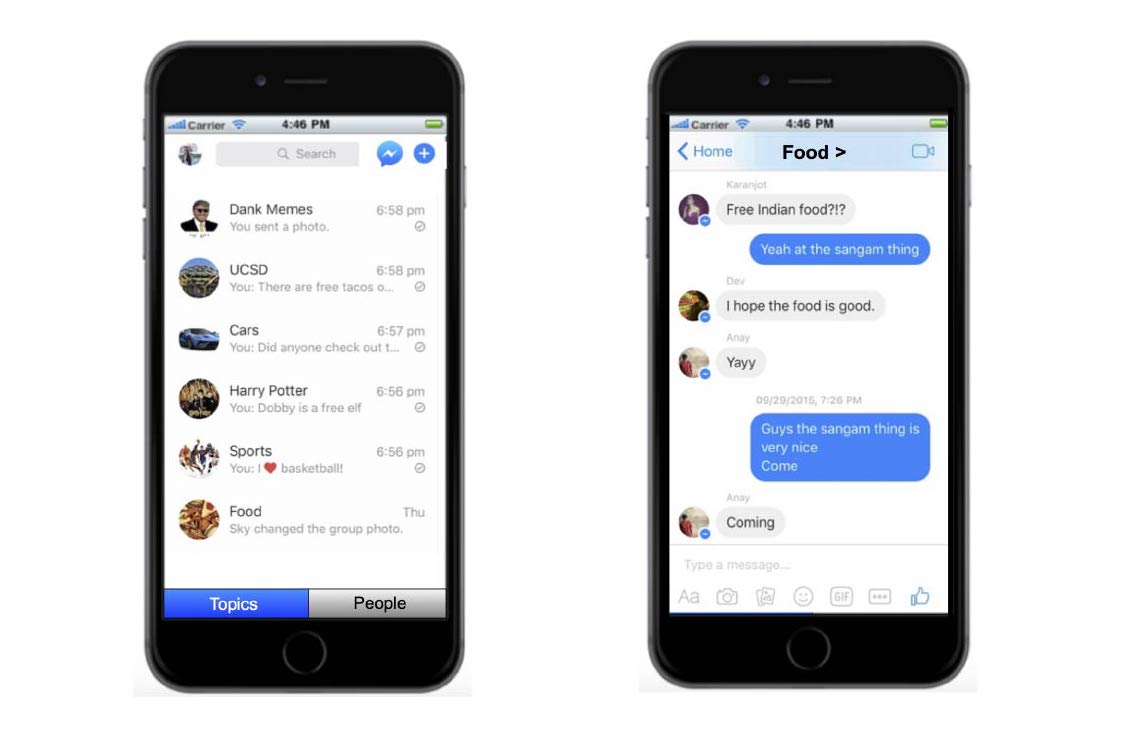 Carrier 4:46 PM
Search
Dank Memes 6:58 pm
You sent a photo.
UCSD 6:58 pm
You: There are free tacos o...
Cars 6:57 pm
You: Did anyone check out t...
Harry Potter 6:56 pm
You: Dobby is a free elf
Sports 6:56 pm
You: I ❤️ basketball!
Food Thu
Sky changed the group photo.
Topics People
Carrier 4:46 PM
Home Food >
Karanjot
Free Indian food?!?
Yeah at the sangam thing
Dev
I hope the food is good.
Anay
Yayy
09/29/2015, 7:26 PM
Guys the sangam thing is
very nice
Come
Anay
Coming
Type a message...
Aa GIF